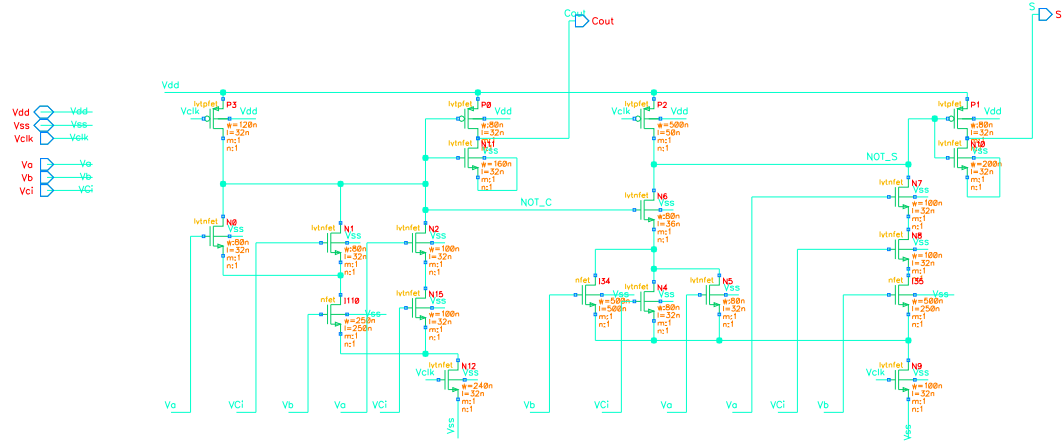 Cout
Cout
S
S
Vdd
Vdd
Vdd
Vss
Vss
Vclk
Vclk
Va
Va
Vb
Vb
Vci
VCi
lvtpfet
P3
Vclk
Vdd
w=120n
l=32n
m:1
n:1
lvtpfet
P0
Vdd
w:80n
l=32n
m:1
n:1
lvtpfet
P2
Vclk
Vdd
w=500n
l=50n
m:1
n:1
lvtpfet
P1
Vdd
w:80n
l=32n
m:1
n:1
lvtnfet
N11
Vss
w=160n
l=32n
m:1
n:1
lvtnfet
N10
Vss
w=200n
l=32n
m:1
n:1
NOT_S
NOT_C
lvtnfet
N0
Vss
w:80n
l=32n
m:1
n:1
lvtnfet
N1
Vss
w:80n
l=32n
m:1
n:1
lvtnfet
N2
Vss
w=100n
l=32n
m:1
n:1
lvtnfet
N6
Vss
w:80n
l=36n
m:1
n:1
lvtnfet
N7
Vss
w=100n
l=32n
m:1
n:1
lvtnfet
N8
Vss
w=100n
l=32n
m:1
n:1
nfet
I110
Vss
w=250n
l=250n
m:1
n:1
lvtnfet
N15
Vss
w=100n
l=32n
m:1
n:1
nfet
I34
Vss
w=500n
l=500n
m:1
n:1
lvtnfet
N4
Vss
w:80n
l=32n
m:1
n:1
lvtnfet
N5
Vss
w:80n
l=32n
m:1
n:1
nfet
I35
Vss
w=500n
l=250n
m:1
n:1
lvtnfet
N12
Vclk
Vss
w=240n
l=32n
m:1
n:1
lvtnfet
N9
Vclk
Vss
w=100n
l=32n
m:1
n:1
Va
VCi
Vb
Va
VCi
Vss
Vb
VCi
Va
Va
VCi
Vb
Vss